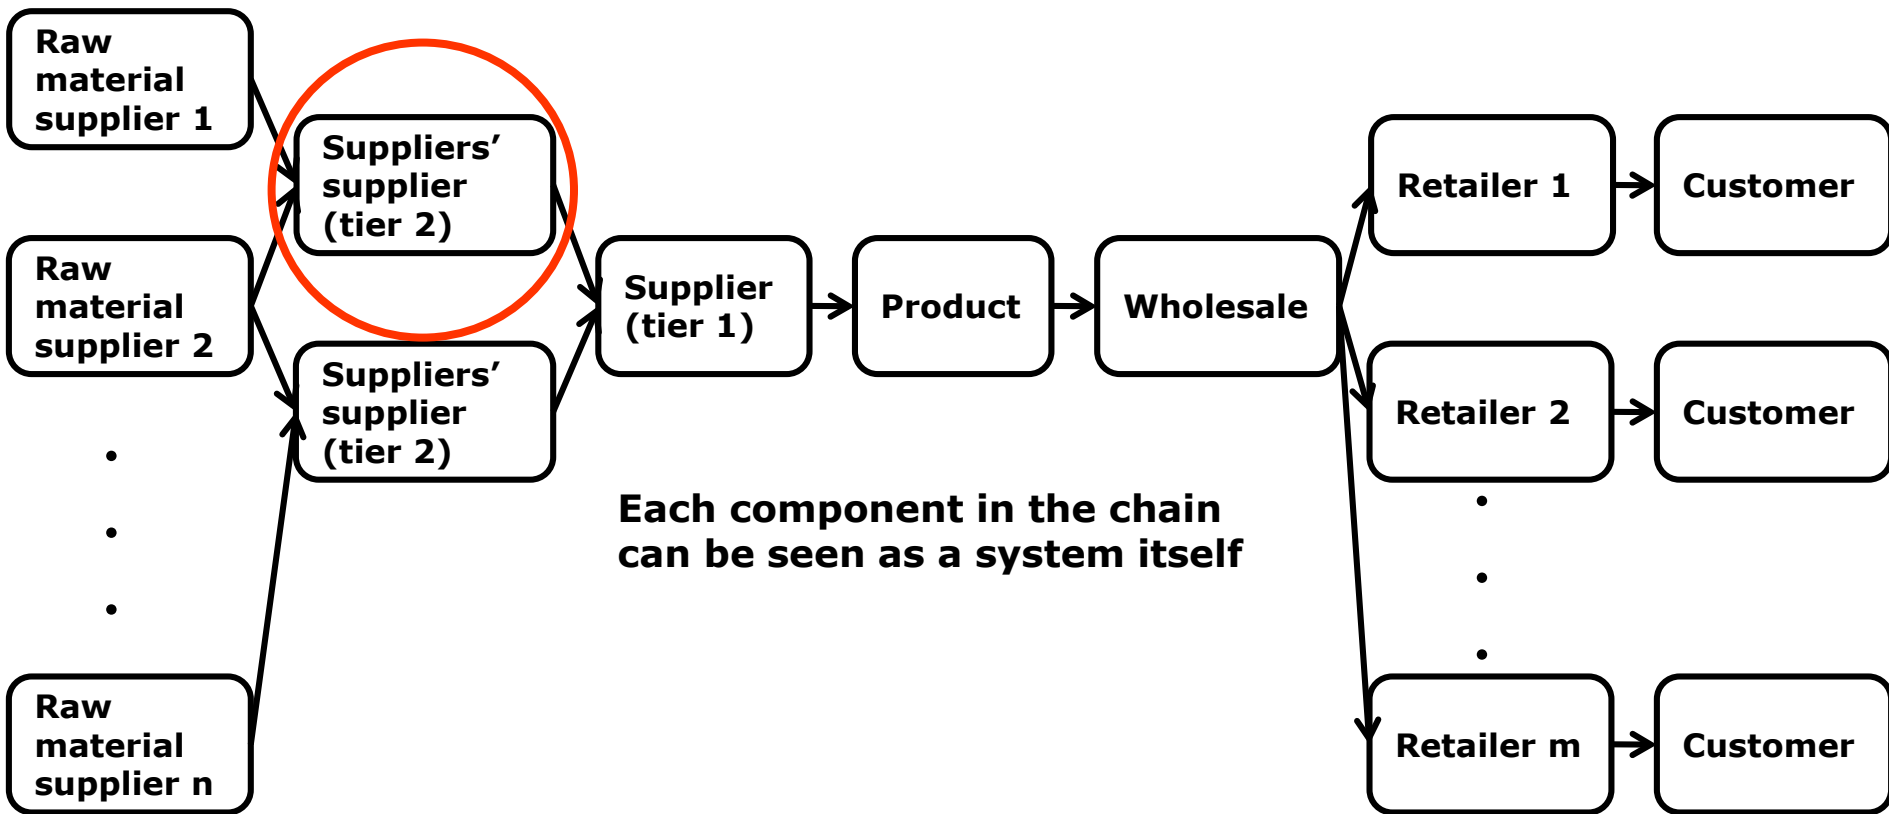 Raw
material
supplier 1
Raw
material
supplier 2
Raw
material
supplier n
Suppliers’
supplier
(tier 2)
Suppliers’
supplier
(tier 2)
Supplier
(tier 1)
Product
Wholesale
Retailer 1
Customer
Retailer 2
Customer
Retailer m
Customer
Each component in the chain
can be seen as a system itself